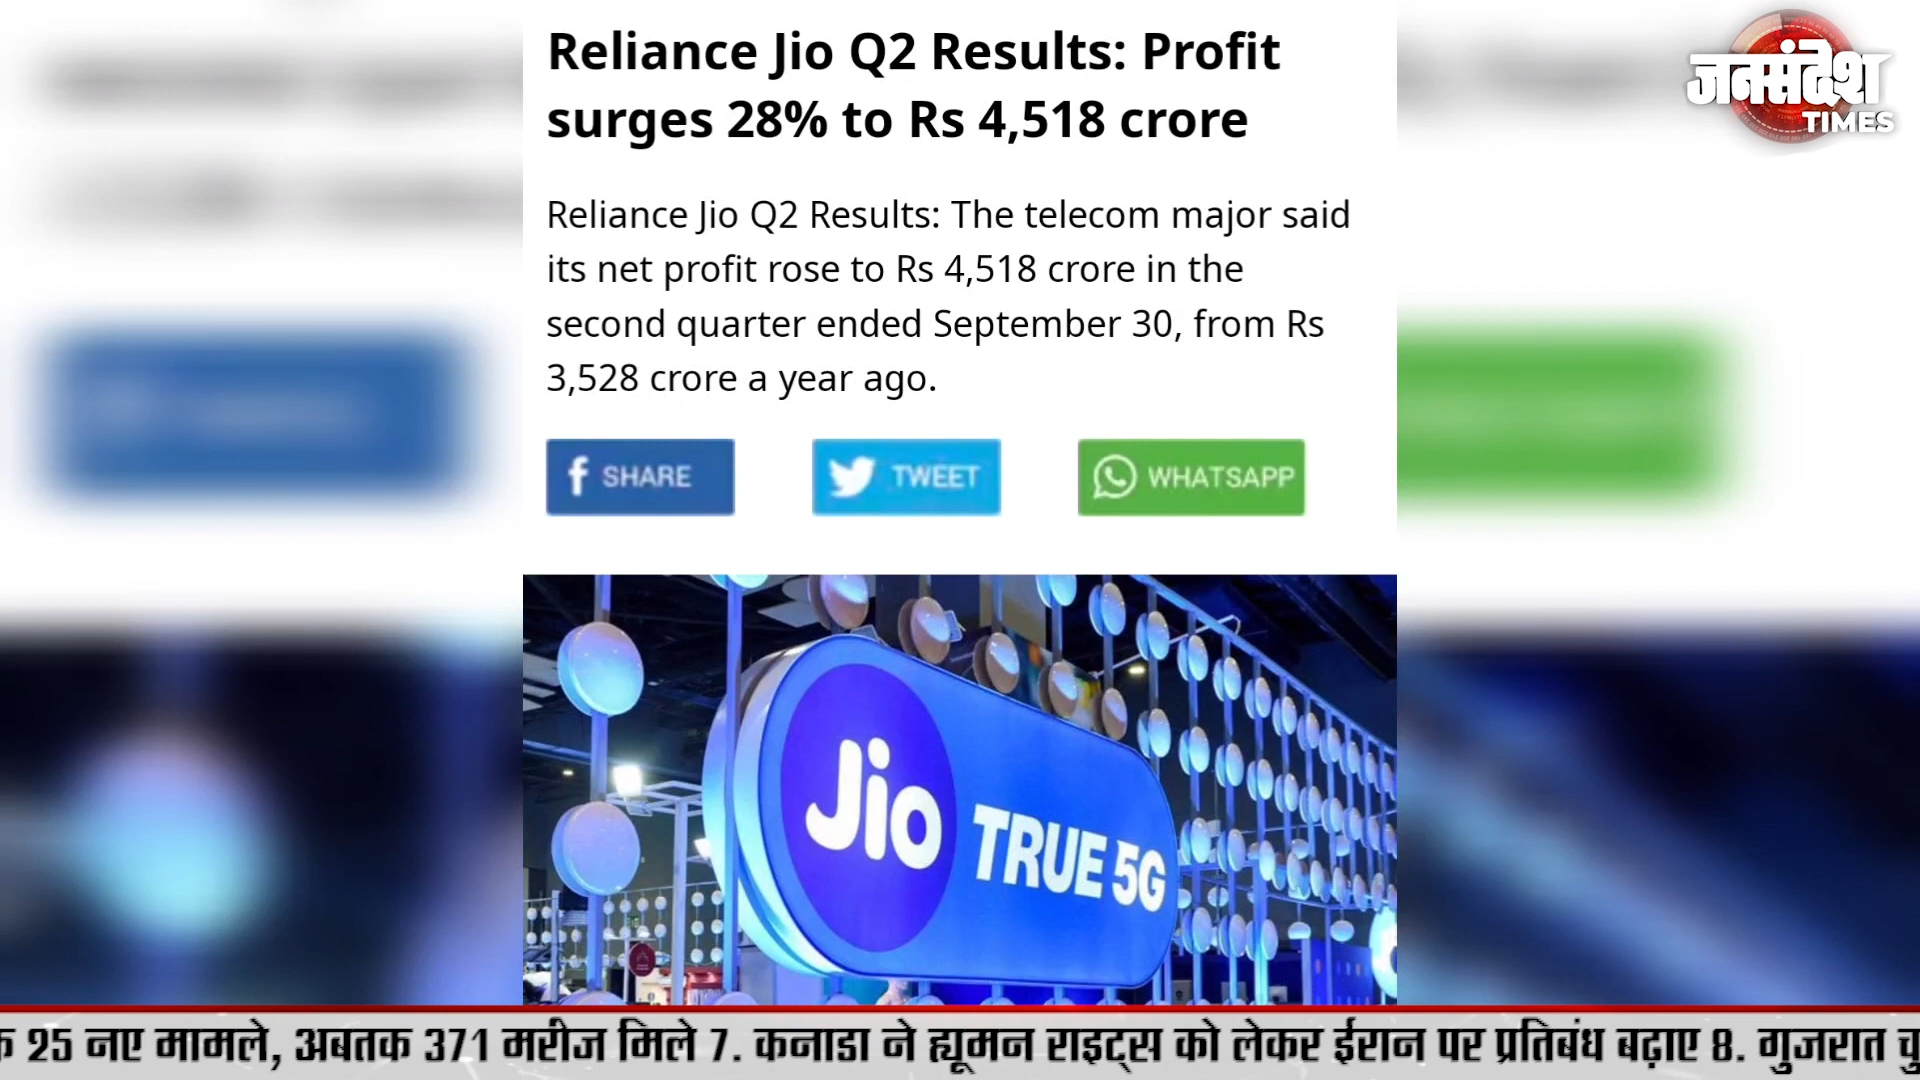 Reliance Jio Q2 Results: Profit
surges 28% to Rs 4,518 crore
जनसंदेश
TIMES
Reliance Jio Q2 Results: The telecom major said
its net profit rose to Rs 4,518 crore in the
second quarter ended September 30, from Rs
3,528 crore a year ago.
f SHARE
TWEET
WHATSAPP
Jio TRUE 5G
25 नए मामले, अबतक 371 मरीज मिले 7. कनाडा ने ह्यूमन राइट्स को लेकर ईरान पर प्रतिबंध बढ़ाए 8. गुजरात